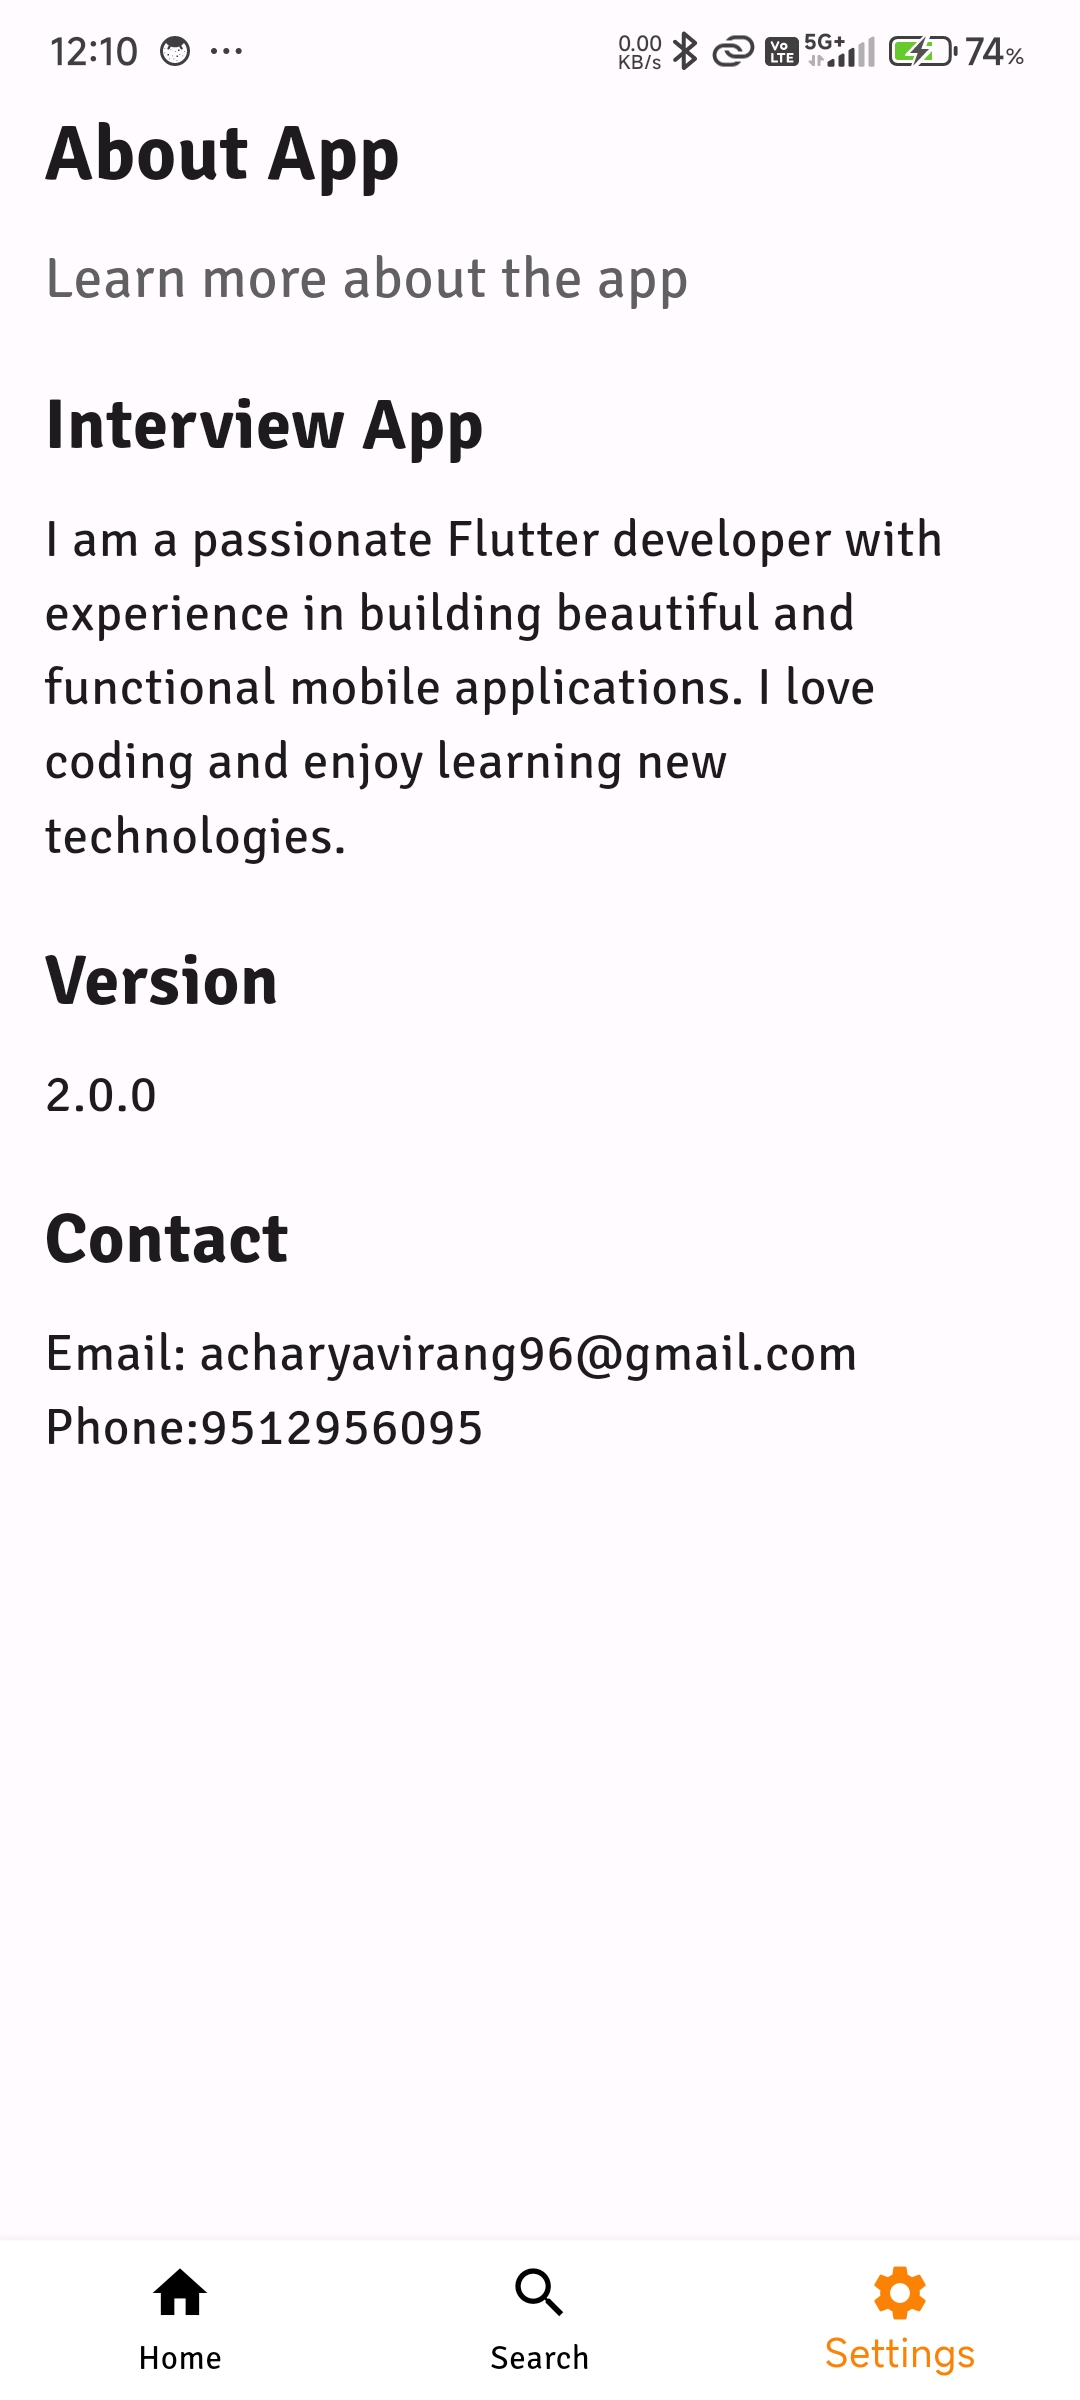 12:10 ... 0.00 KB/s Vo LTE 5G+ 74%
About App
Learn more about the app
Interview App
I am a passionate Flutter developer with
experience in building beautiful and
functional mobile applications. I love
coding and enjoy learning new
technologies.
Version
2.0.0
Contact
Email: acharyavirang96@gmail.com
Phone:9512956095
Home Search Settings